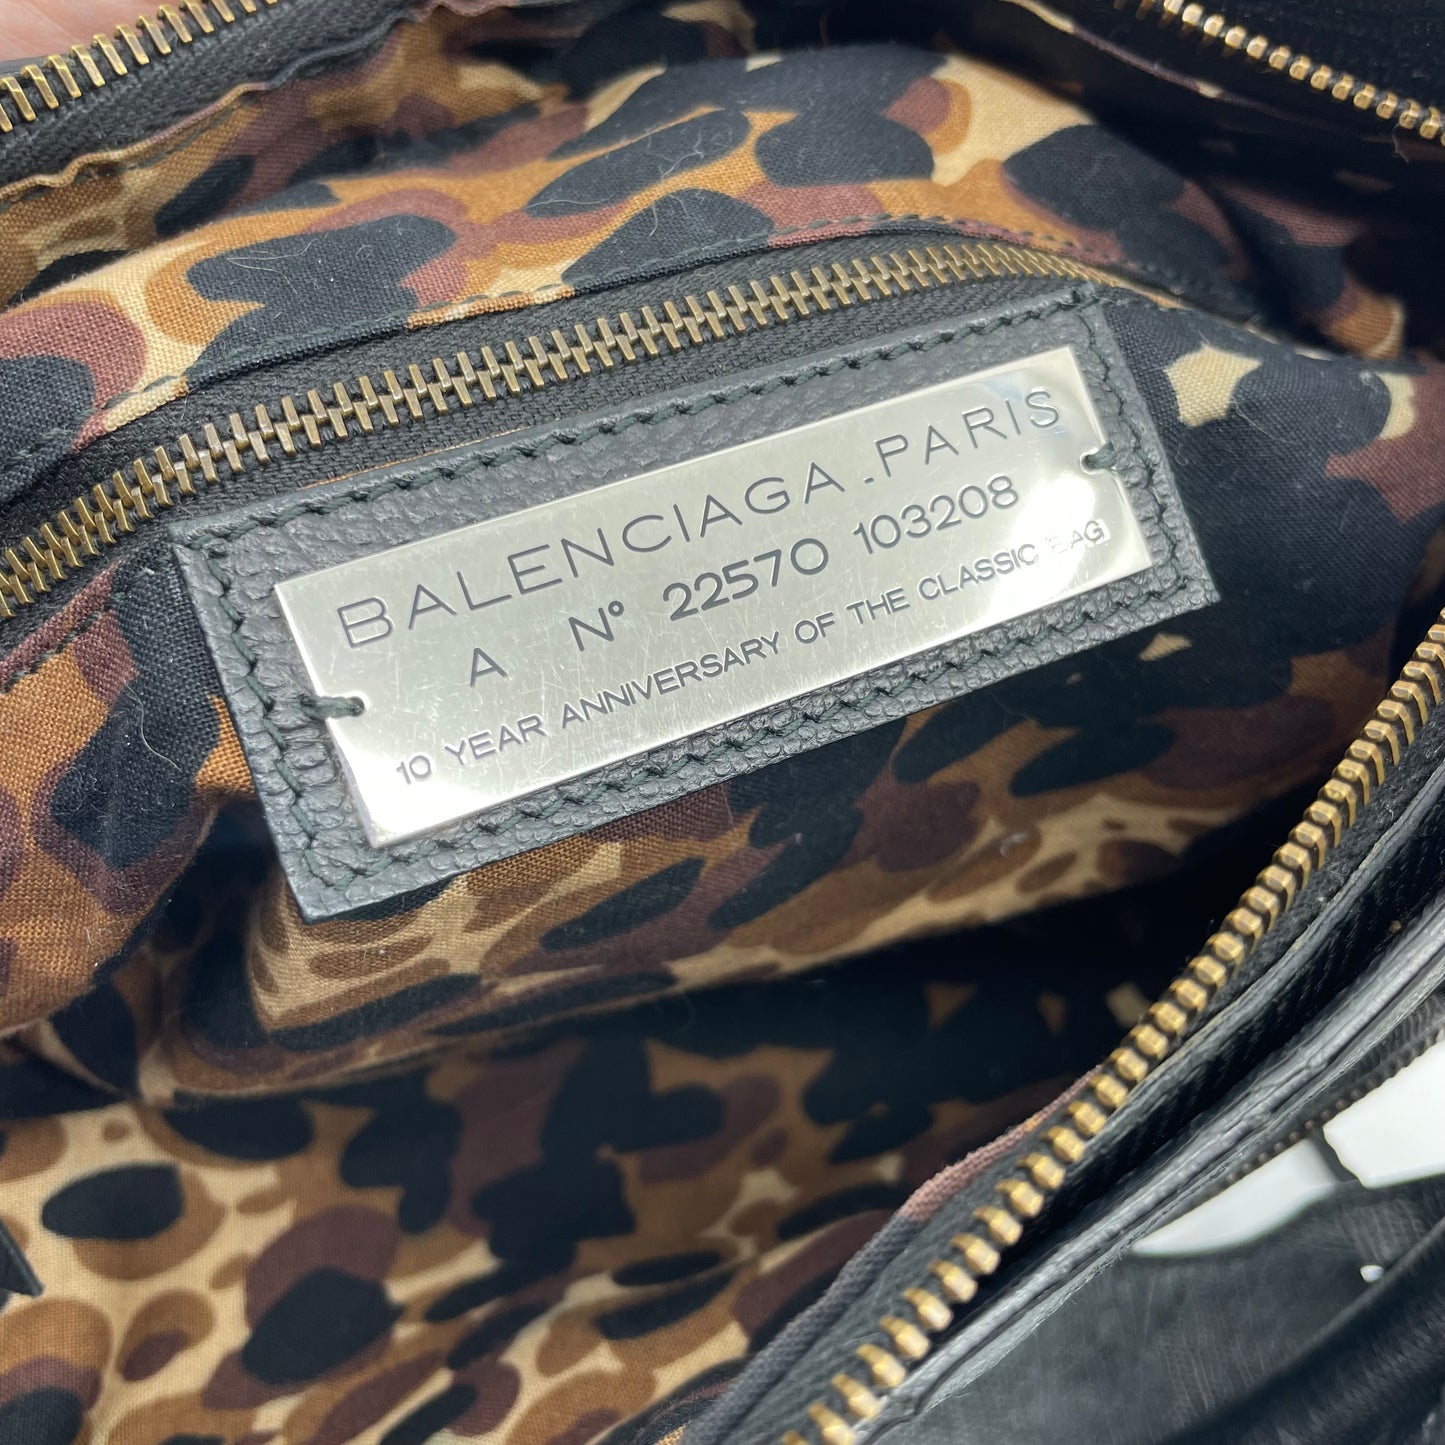 BALENCIAGA.PARIS
A N° 22570 103208
10 YEAR ANNIVERSARY OF THE CLASSIC BAG